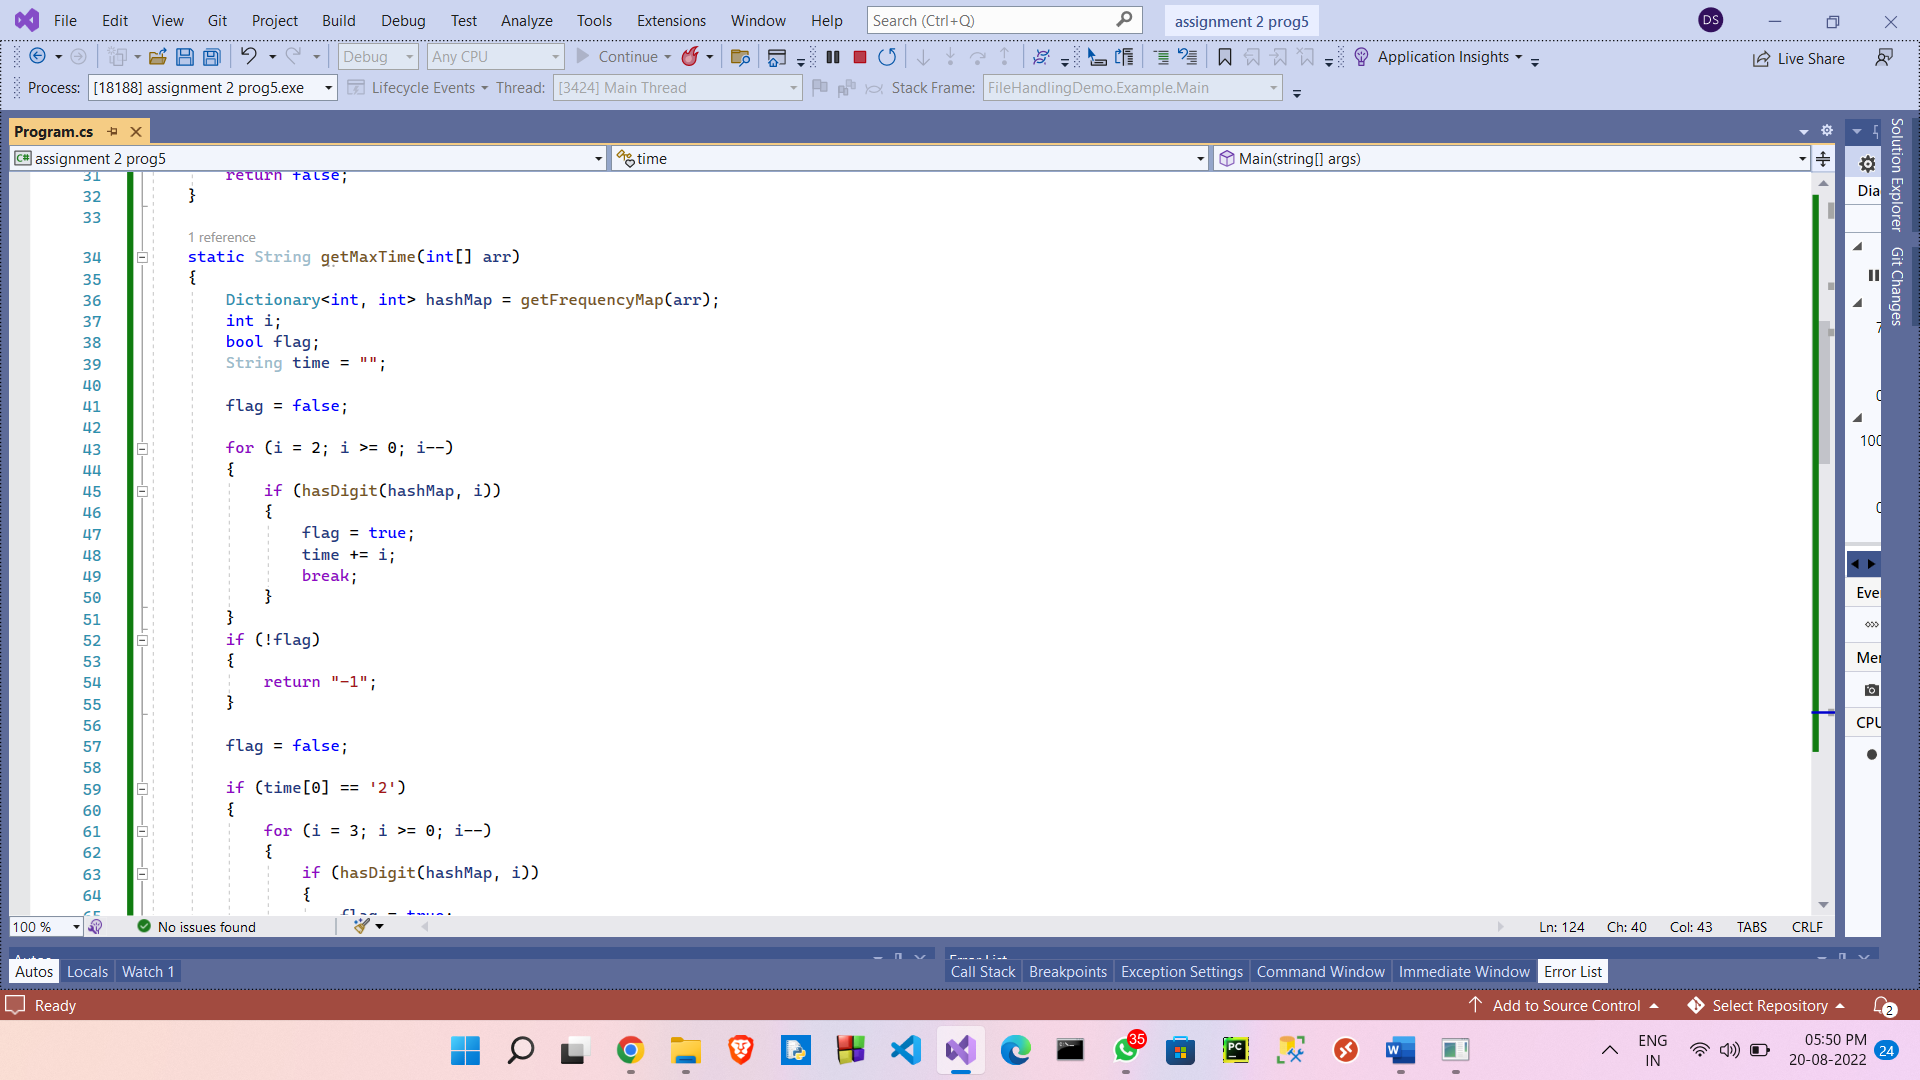 File Edit View Git Project Build Debug Test Analyze Tools Extensions Window Help Search (Ctrl+Q) assignment 2 prog5 DS
Debug Any CPU Continue Application Insights Live Share
Process: [18188] assignment 2 prog5.exe Lifecycle Events Thread: [3424] Main Thread Stack Frame: FileHandlingDemo.Example.Main
Program.cs
assignment 2 prog5 time Main(string[] args)
31 return false;
32 }
33
1 reference
34 static String getMaxTime(int[] arr)
35 {
36 Dictionary<int, int> hashMap = getFrequencyMap(arr);
37 int i;
38 bool flag;
39 String time = "";
40
41 flag = false;
42
43 for (i = 2; i >= 0; i--)
44 {
45 if (hasDigit(hashMap, i))
46 {
47 flag = true;
48 time += i;
49 break;
50 }
51 }
52 if (!flag)
53 {
54 return "-1";
55 }
56
57 flag = false;
58
59 if (time[0] == '2')
60 {
61 for (i = 3; i >= 0; i--)
62 {
63 if (hasDigit(hashMap, i))
64 {
65 flag = true;
Solution Explorer
Git Changes
100 % No issues found Ln: 124 Ch: 40 Col: 43 TABS CRLF
Autos Locals Watch 1 Call Stack Breakpoints Exception Settings Command Window Immediate Window Error List
Ready Add to Source Control Select Repository 2
35 PC W ENG IN 05:50 PM 20-08-2022 24